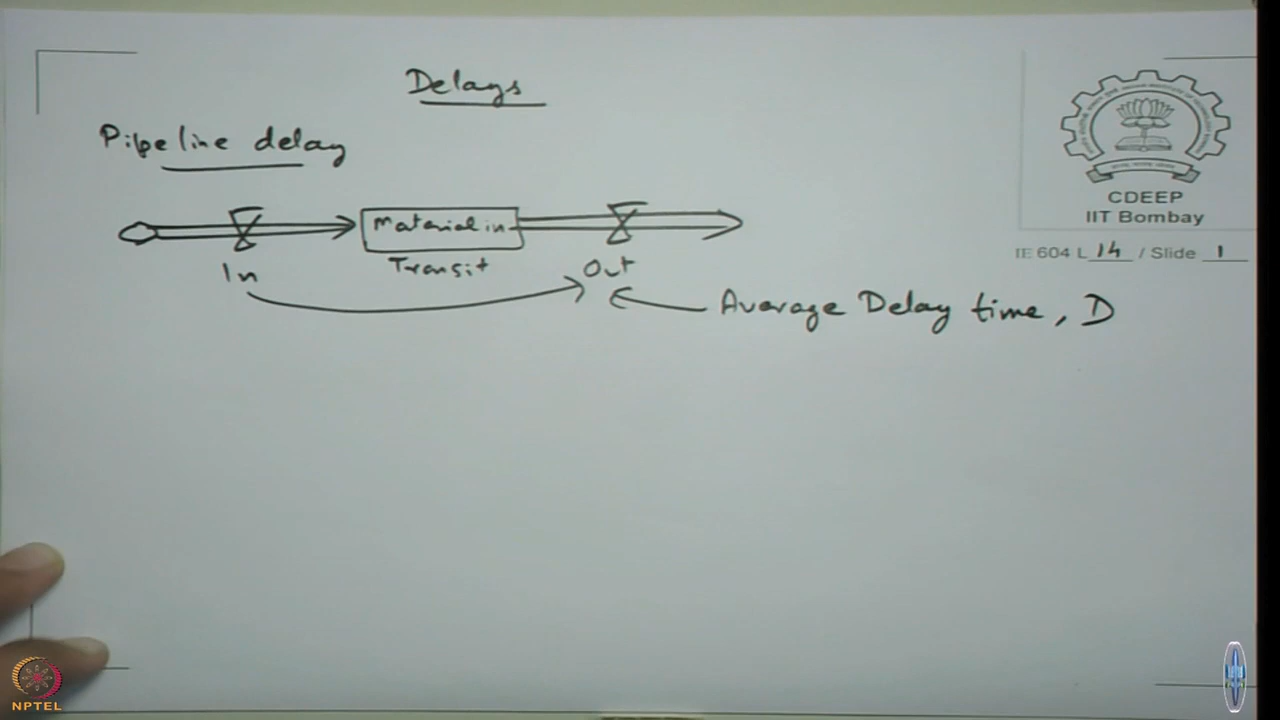 Delays
Pipeline delay
Material in
Transit
In
Out
Average Delay time, D
CDEEP
IIT Bombay
IE 604 L 14 / Slide 1
NPTEL